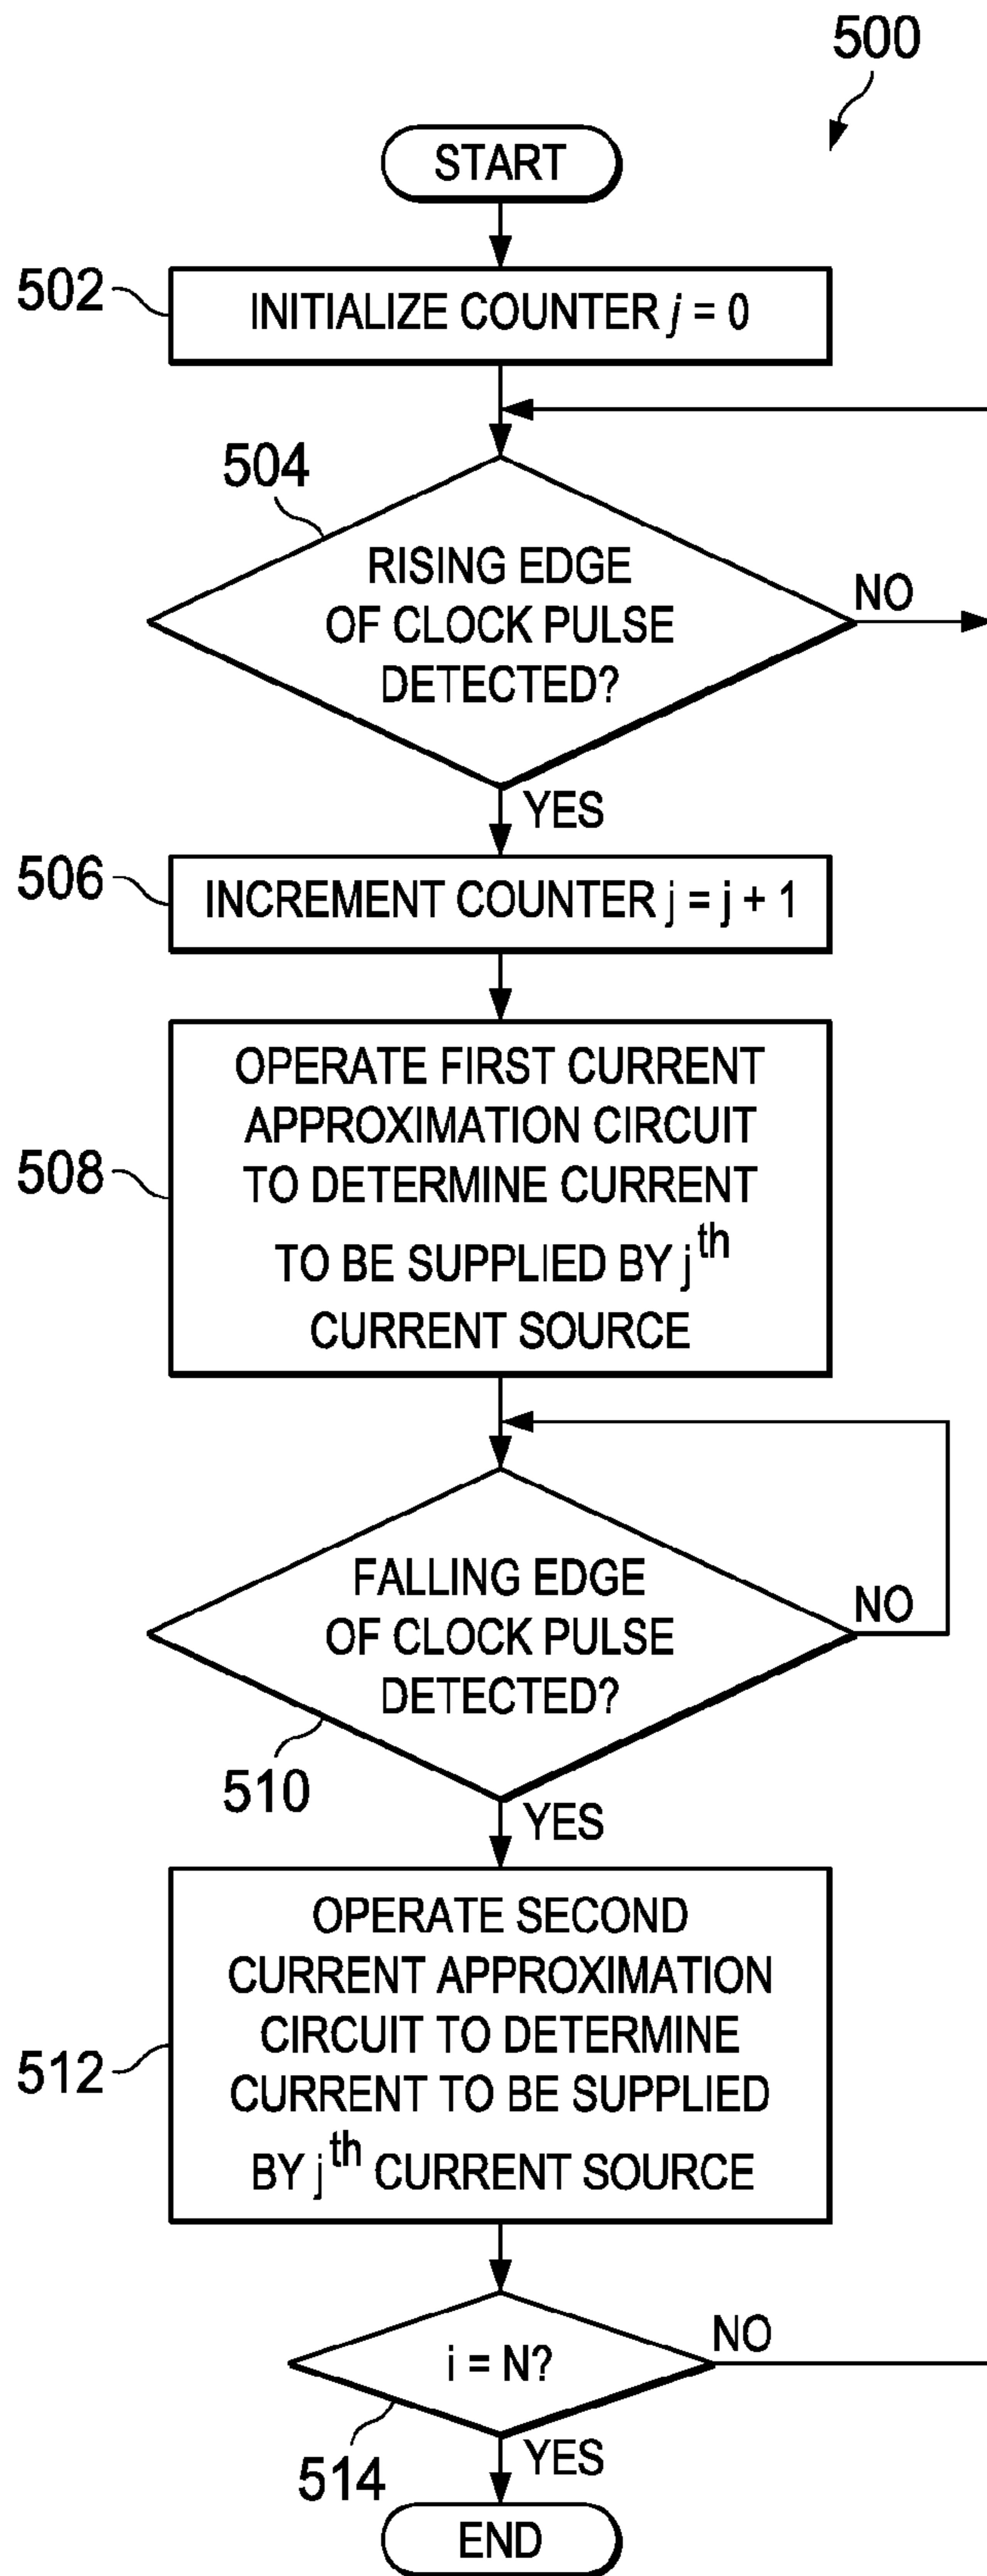 500
START
502
INITIALIZE COUNTER j = 0
504
RISING EDGE
OF CLOCK PULSE
DETECTED?
NO
YES
506
INCREMENT COUNTER j = j + 1
508
OPERATE FIRST CURRENT
APPROXIMATION CIRCUIT
TO DETERMINE CURRENT
TO BE SUPPLIED BY jth
CURRENT SOURCE
FALLING EDGE
OF CLOCK PULSE
DETECTED?
NO
510
YES
512
OPERATE SECOND
CURRENT APPROXIMATION
CIRCUIT TO DETERMINE
CURRENT TO BE SUPPLIED
BY jth CURRENT SOURCE
i = N?
NO
514
YES
END